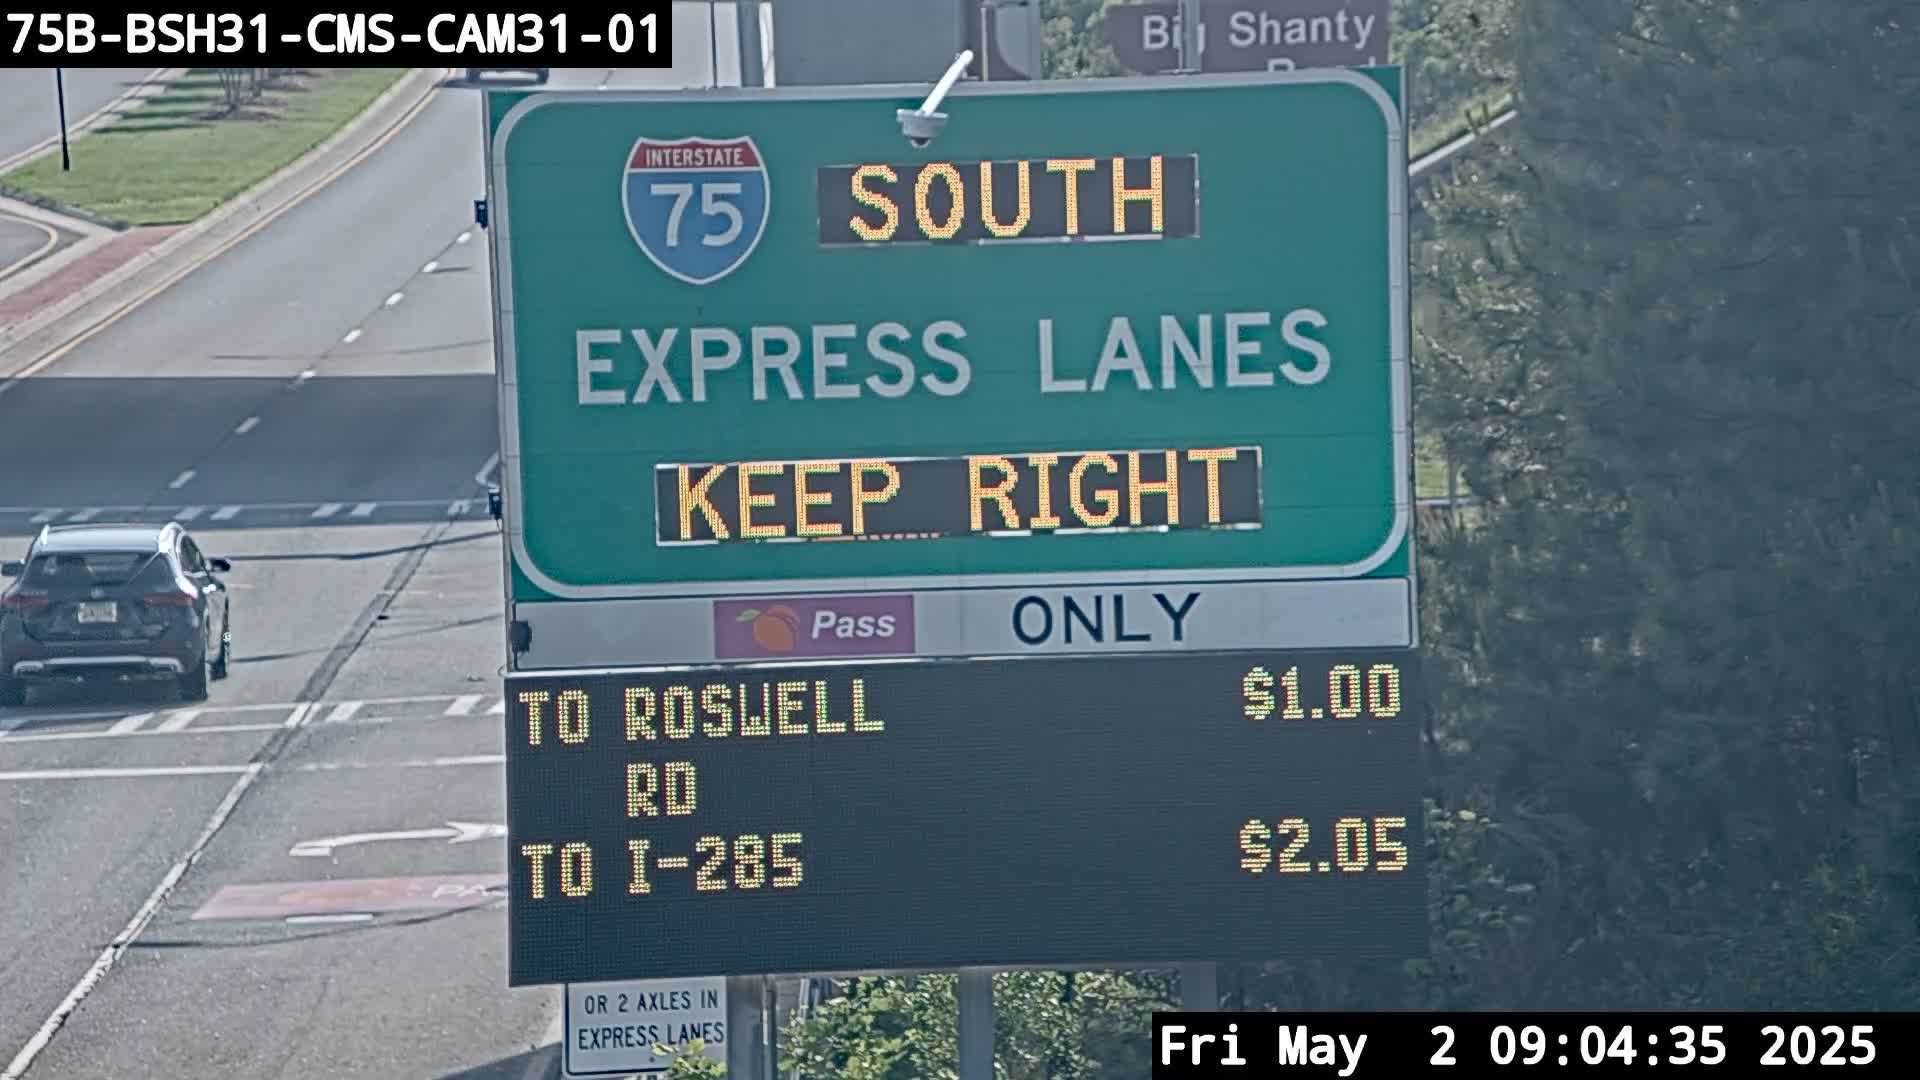 75B-BSH31-CMS-CAM31-01
Big Shanty
INTERSTATE
75
SOUTH
EXPRESS LANES
KEEP RIGHT
Pass ONLY
TO ROSWELL $1.00
RD
TO I-285 $2.05
OR 2 AXLES IN
EXPRESS LANES
Fri May 2 09:04:35 2025